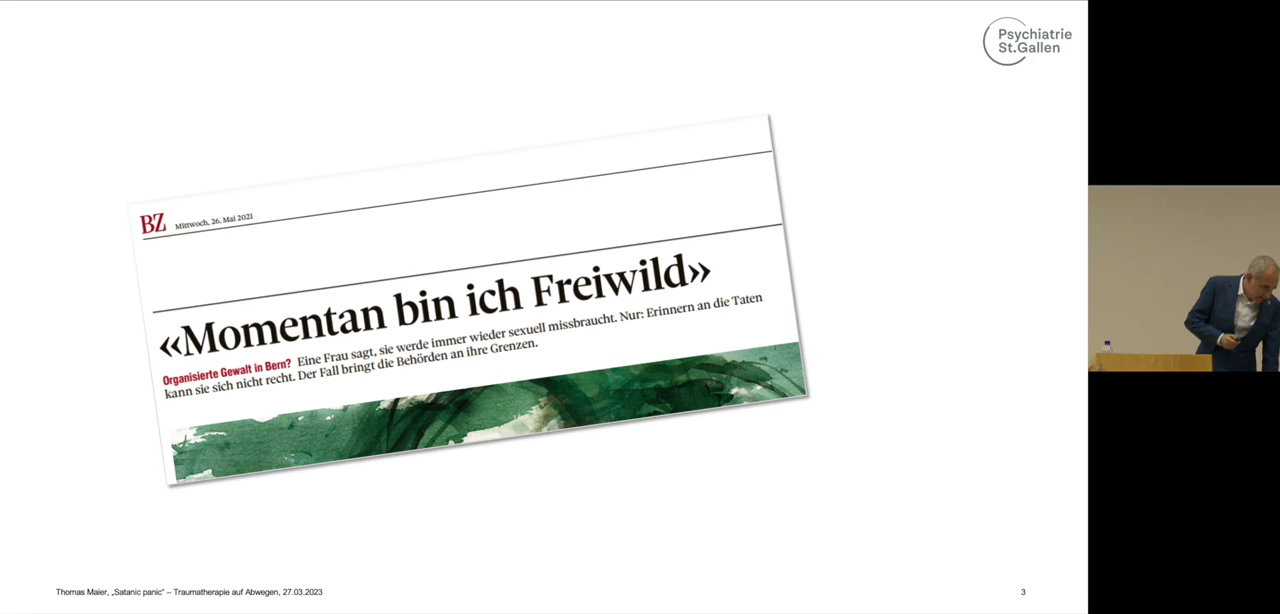 Psychiatrie
St.Gallen
BZ Mittwoch, 26. Mai 2021
«Momentan bin ich Freiwild»
Organisierte Gewalt in Bern? Eine Frau sagt, sie werde immer wieder sexuell missbraucht. Nur: Erinnern an die Taten
kann sie sich nicht recht. Der Fall bringt die Behörden an ihre Grenzen.
Thomas Maier, „Satanic panic“ – Traumatherapie auf Abwegen, 27.03.2023
3